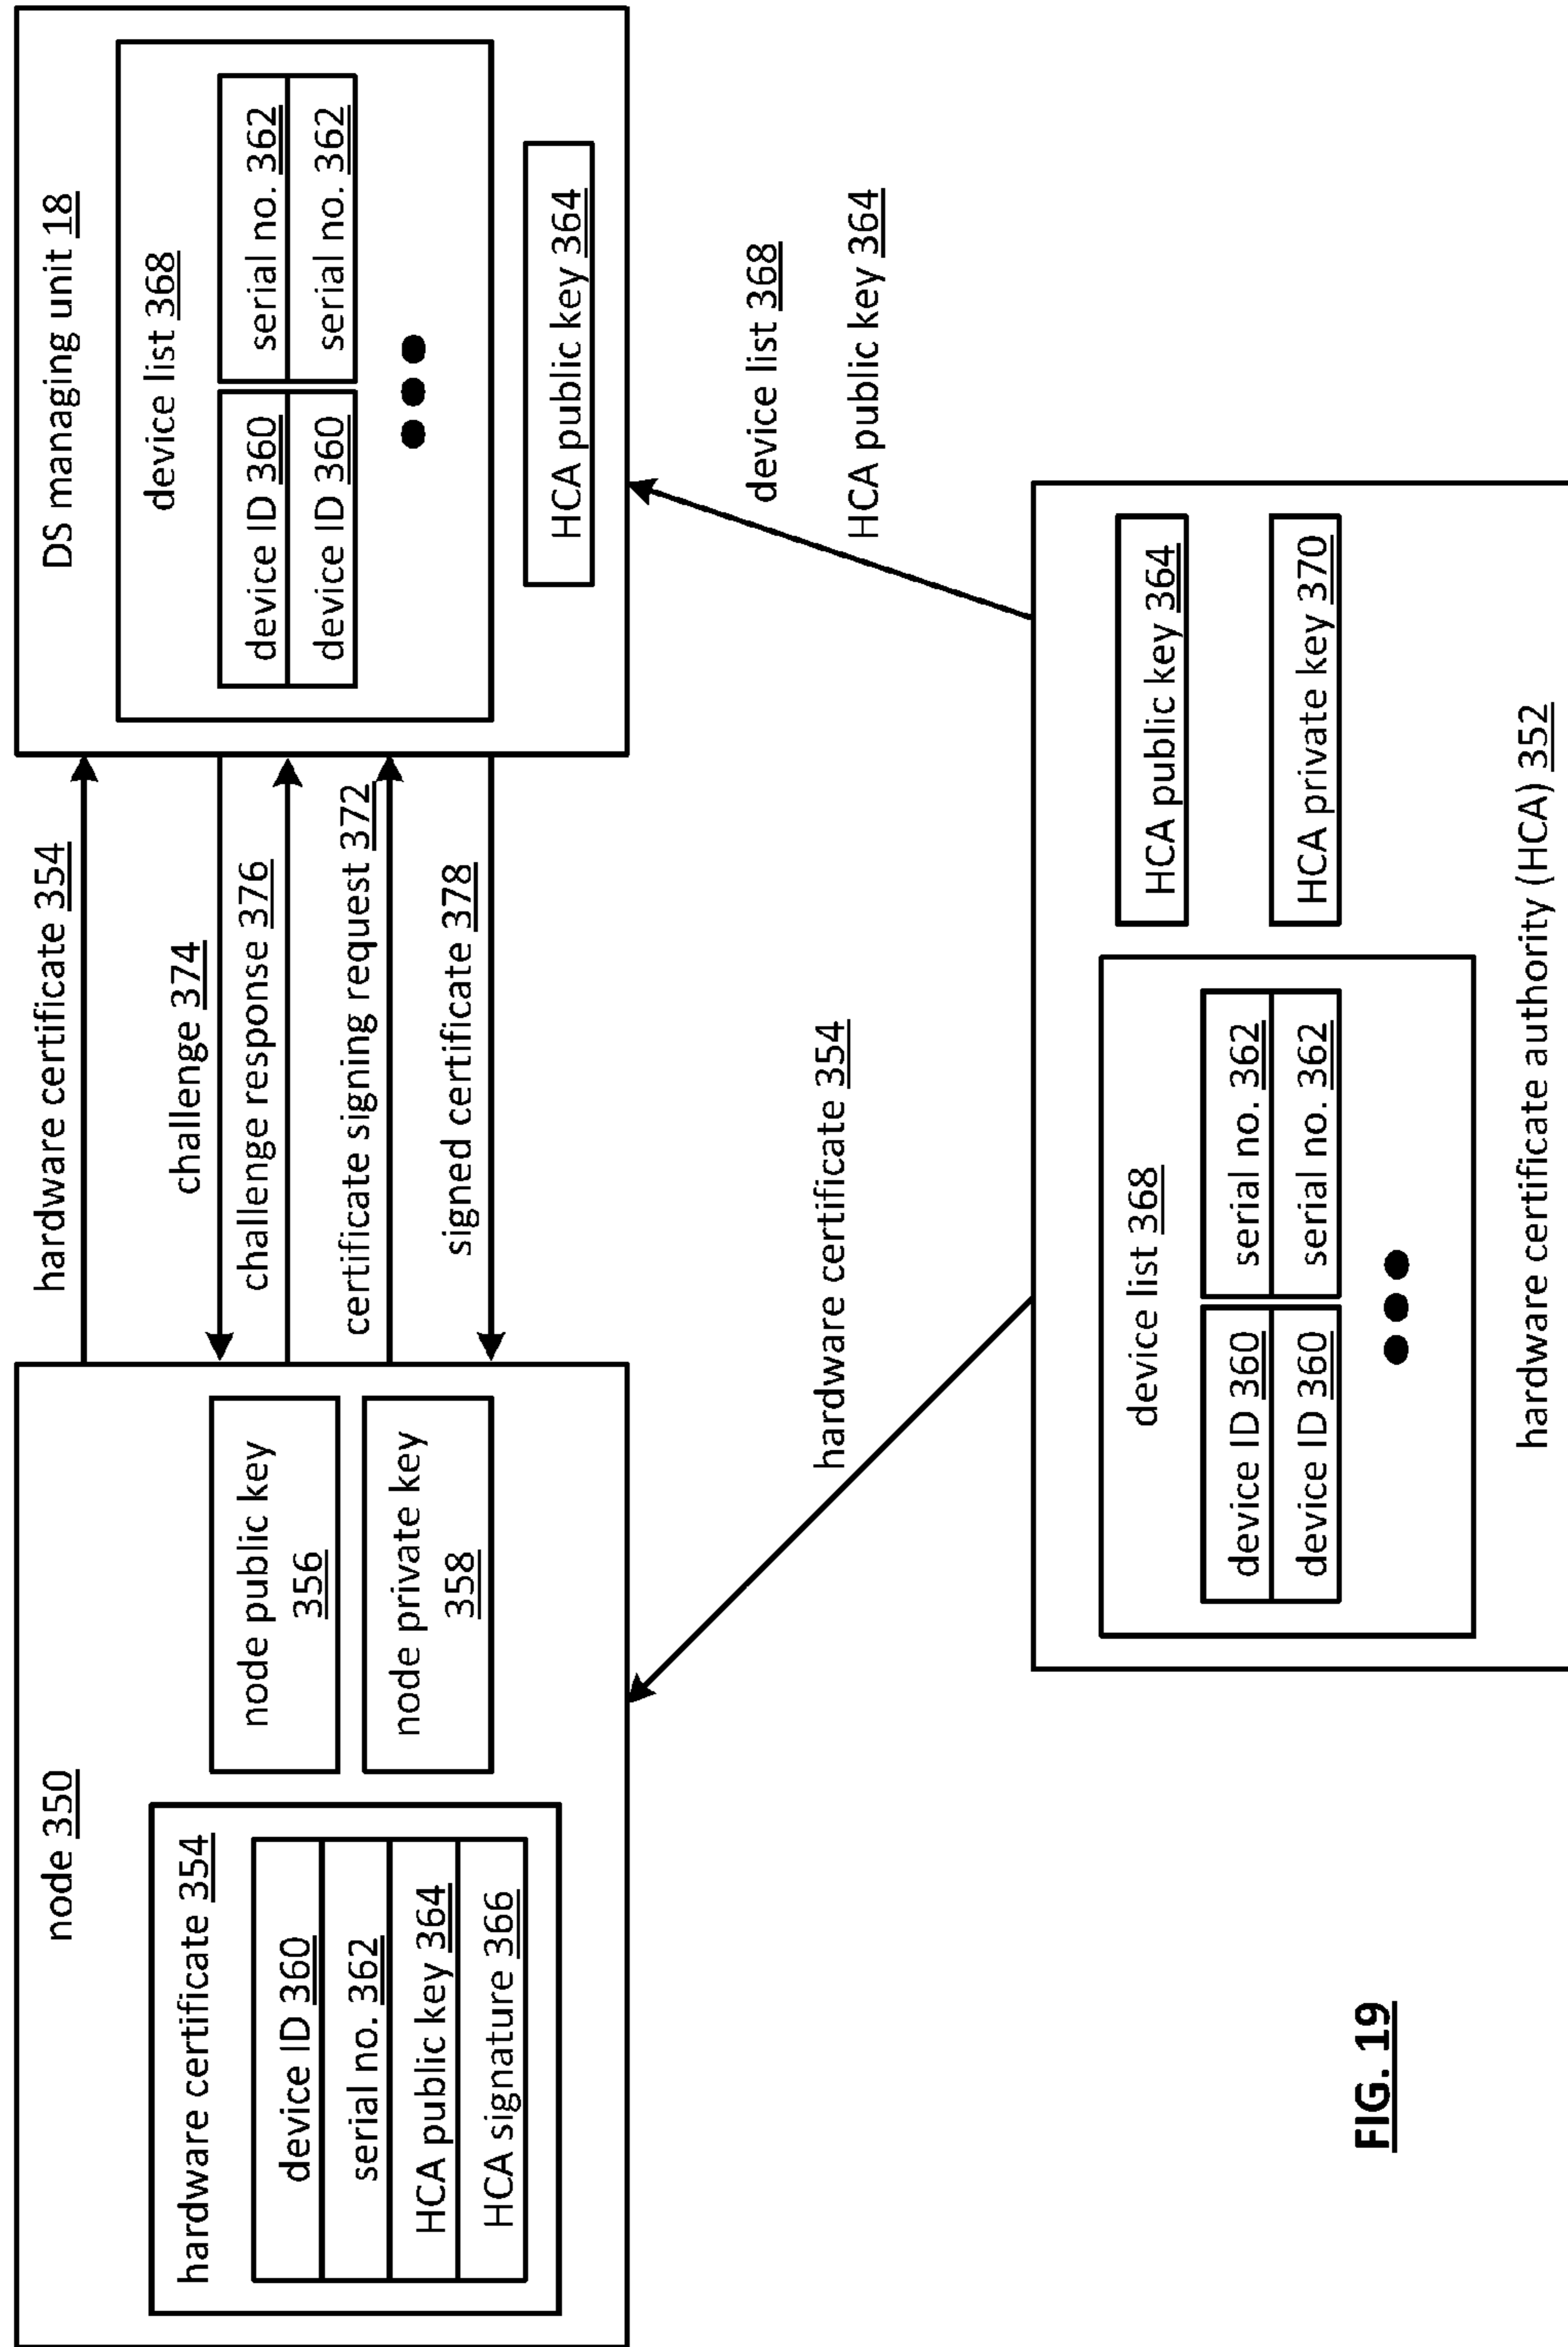 node 350
hardware certificate 354
device ID 360
serial no. 362
HCA public key 364
HCA signature 366
node public key
356
node private key
358
hardware certificate 354
challenge 374
challenge response 376
certificate signing request 372
signed certificate 378
DS managing unit 18
device list 368
device ID 360
serial no. 362
device ID 360
serial no. 362
HCA public key 364
hardware certificate 354
device list 368
HCA public key 364
device list 368
device ID 360
serial no. 362
device ID 360
serial no. 362
HCA public key 364
HCA private key 370
hardware certificate authority (HCA) 352
FIG. 19